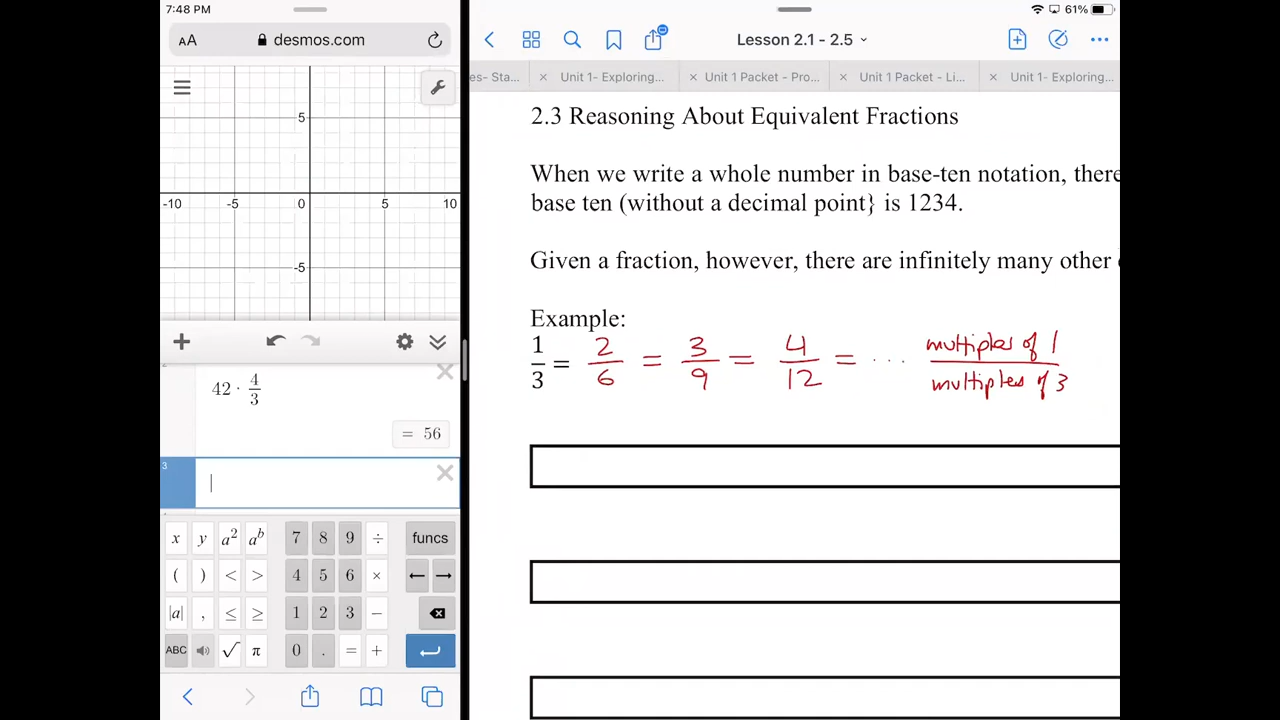 7:48 PM
AA
desmos.com
5
-10
-5
0
5
10
-5
42 · 4/3
= 56
3
x y a² aᵇ 7 8 9 ÷ funcs
( ) < > 4 5 6 × ← →
|a| , ≤ ≥ 1 2 3 −
ABC √ π 0 . = +
61%
Lesson 2.1 - 2.5
es- Sta...
× Unit 1- Exploring...
× Unit 1 Packet - Pro...
× Unit 1 Packet - Li...
× Unit 1- Exploring...
2.3 Reasoning About Equivalent Fractions
When we write a whole number in base-ten notation, there
base ten (without a decimal point} is 1234.
Given a fraction, however, there are infinitely many other
Example:
1/3 = 2/6 = 3/9 = 4/12 = ... multiples of 1 / multiples of 3